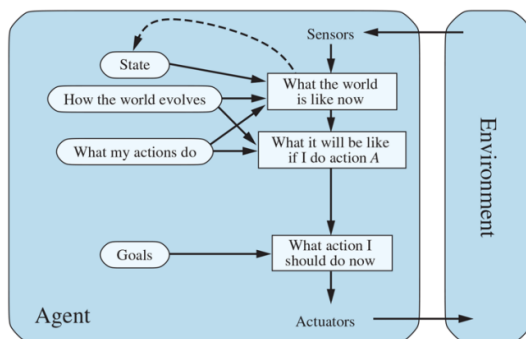 Sensors
State
What the world
is like now
How the world evolves
What my actions do
What it will be like
if I do action A
Goals
What action I
should do now
Agent
Actuators
Environment